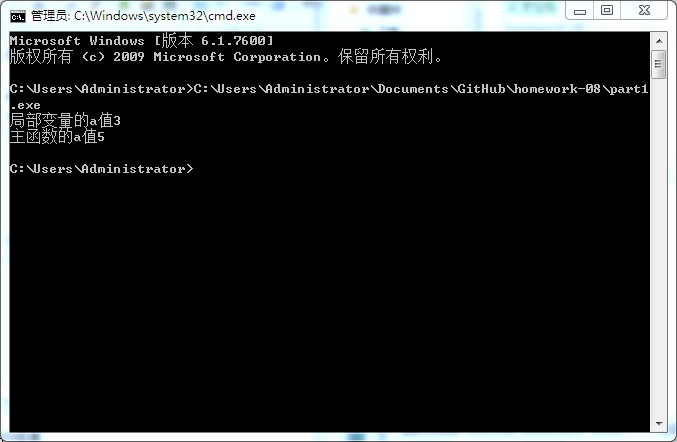 管理员: C:\Windows\system32\cmd.exe
Microsoft Windows [版本 6.1.7600]
版权所有 (c) 2009 Microsoft Corporation。保留所有权利。
C:\Users\Administrator>C:\Users\Administrator\Documents\GitHub\homework-08\part1
.exe
局部变量的a值3
主函数的a值5
C:\Users\Administrator>